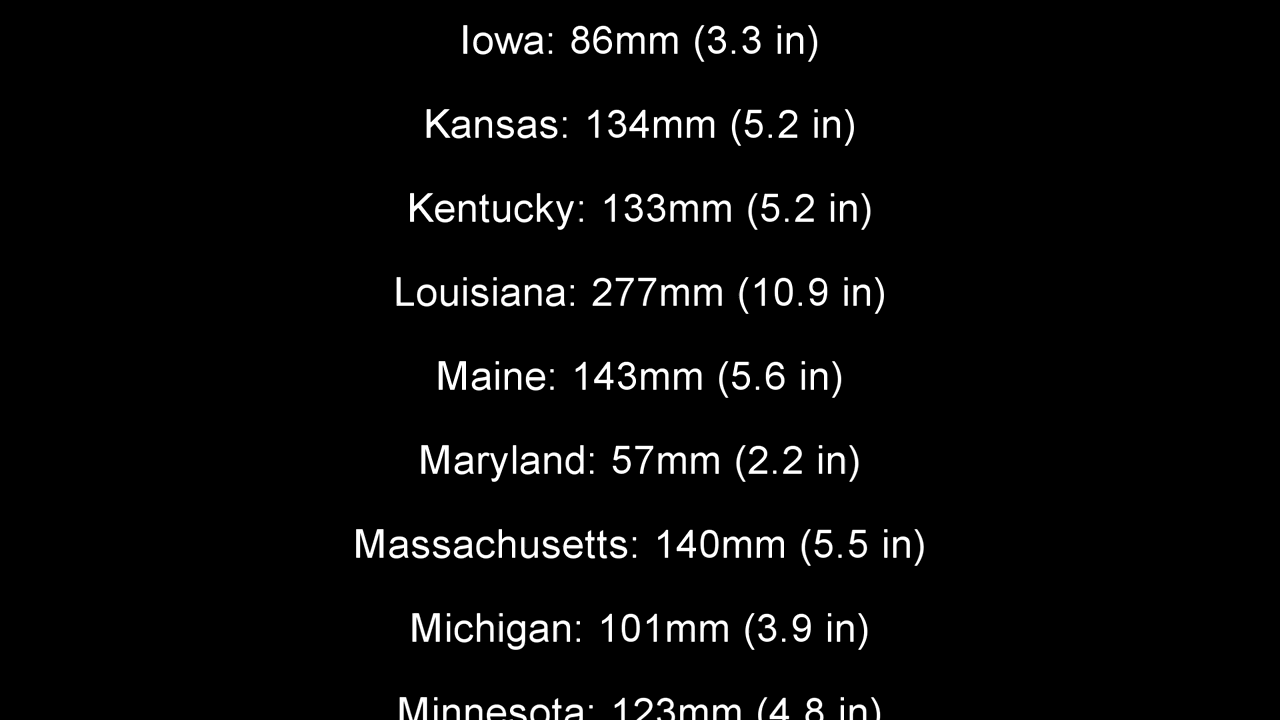 Iowa: 86mm (3.3 in)
Kansas: 134mm (5.2 in)
Kentucky: 133mm (5.2 in)
Louisiana: 277mm (10.9 in)
Maine: 143mm (5.6 in)
Maryland: 57mm (2.2 in)
Massachusetts: 140mm (5.5 in)
Michigan: 101mm (3.9 in)
Minnesota: 123mm (4.8 in)